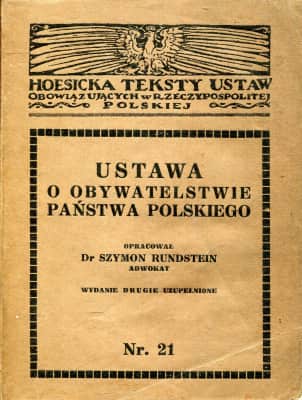 HOESICKA TEKSTY USTAW
OBOWIĄZUJĄCYCH W RZECZYPOSPOLITEJ
POLSKIEJ
USTAWA
O OBYWATELSTWIE
PAŃSTWA POLSKIEGO
OPRACOWAŁ
Dr SZYMON RUNDSTEIN
ADWOKAT
WYDANIE DRUGIE UZUPEŁNIONE
Nr. 21